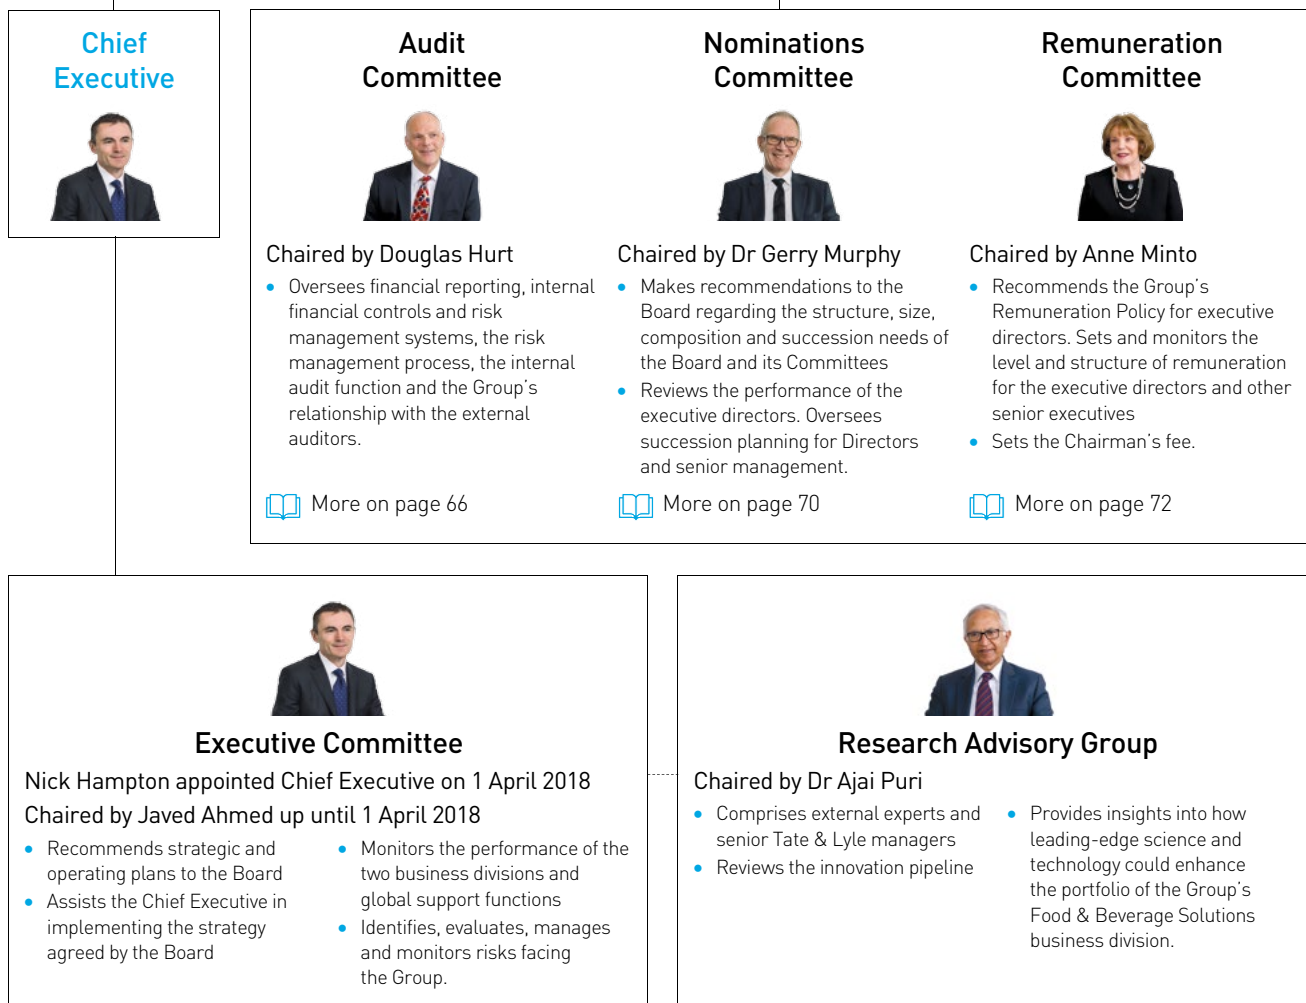 Chief
Executive
Audit
Committee
Chaired by Douglas Hurt
• Oversees financial reporting, internal
financial controls and risk
management systems, the risk
management process, the internal
audit function and the Group's
relationship with the external
auditors.
More on page 66
Nominations
Committee
Chaired by Dr Gerry Murphy
• Makes recommendations to the
Board regarding the structure, size,
composition and succession needs of
the Board and its Committees
• Reviews the performance of the
executive directors. Oversees
succession planning for Directors
and senior management.
More on page 70
Remuneration
Committee
Chaired by Anne Minto
• Recommends the Group's
Remuneration Policy for executive
directors. Sets and monitors the
level and structure of remuneration
for the executive directors and other
senior executives
• Sets the Chairman's fee.
More on page 72
Executive Committee
Nick Hampton appointed Chief Executive on 1 April 2018
Chaired by Javed Ahmed up until 1 April 2018
• Recommends strategic and
operating plans to the Board
• Assists the Chief Executive in
implementing the strategy
agreed by the Board
• Monitors the performance of the
two business divisions and
global support functions
• Identifies, evaluates, manages
and monitors risks facing
the Group.
Research Advisory Group
Chaired by Dr Ajai Puri
• Comprises external experts and
senior Tate & Lyle managers
• Reviews the innovation pipeline
• Provides insights into how
leading-edge science and
technology could enhance
the portfolio of the Group's
Food & Beverage Solutions
business division.